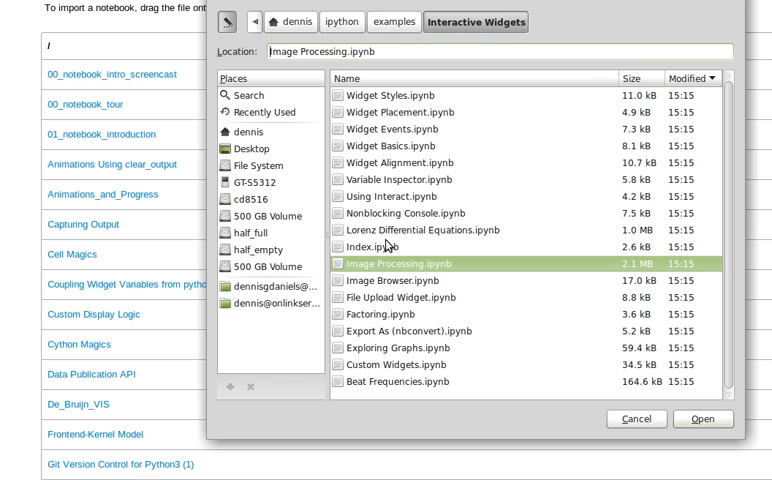 To import a notebook, drag the file ont
/
00_notebook_intro_screencast
00_notebook_tour
01_notebook_introduction
Animations Using clear_output
Animations_and_Progress
Capturing Output
Cell Magics
Coupling Widget Variables from pytho
Custom Display Logic
Cython Magics
Data Publication API
De_Bruijn_VIS
Frontend-Kernel Model
Git Version Control for Python3 (1)
dennis ipython examples Interactive Widgets
Location: Image Processing.ipynb
Places
Search
Recently Used
dennis
Desktop
File System
GT-S5312
cd8516
500 GB Volume
half_full
half_empty
500 GB Volume
dennisgdaniels@...
dennis@onlinkser...
Name Size Modified
Widget Styles.ipynb 11.0 kB 15:15
Widget Placement.ipynb 4.9 kB 15:15
Widget Events.ipynb 7.3 kB 15:15
Widget Basics.ipynb 8.1 kB 15:15
Widget Alignment.ipynb 10.7 kB 15:15
Variable Inspector.ipynb 5.8 kB 15:15
Using Interact.ipynb 4.2 kB 15:15
Nonblocking Console.ipynb 7.5 kB 15:15
Lorenz Differential Equations.ipynb 1.0 MB 15:15
Index.ipynb 2.6 kB 15:15
Image Processing.ipynb 2.1 MB 15:15
Image Browser.ipynb 17.0 kB 15:15
File Upload Widget.ipynb 8.8 kB 15:15
Factoring.ipynb 3.6 kB 15:15
Export As (nbconvert).ipynb 5.2 kB 15:15
Exploring Graphs.ipynb 59.4 kB 15:15
Custom Widgets.ipynb 34.5 kB 15:15
Beat Frequencies.ipynb 164.6 kB 15:15
Cancel Open